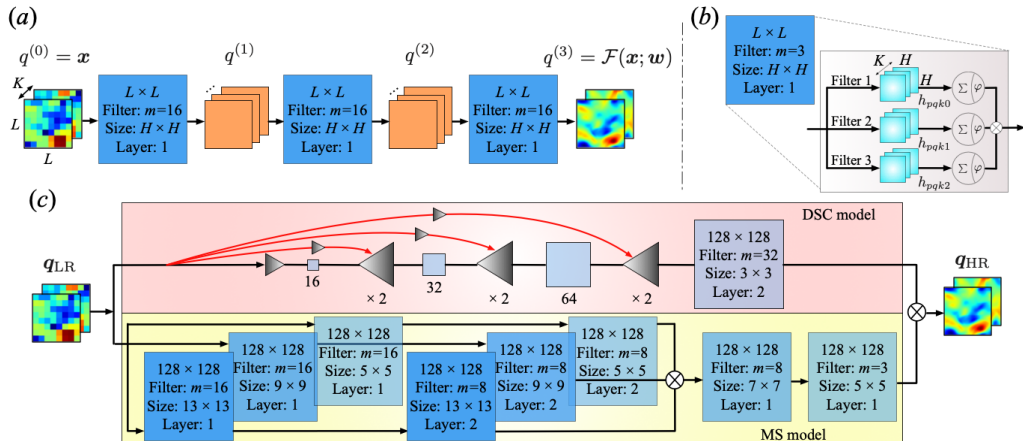 (a)
q(0) = x
q(1)
q(2)
q(3) = F(x; w)
K
L
L
L × L
Filter: m=16
Size: H × H
Layer: 1
L × L
Filter: m=16
Size: H × H
Layer: 1
L × L
Filter: m=16
Size: H × H
Layer: 1
(b)
L × L
Filter: m=3
Size: H × H
Layer: 1
K
H
H
Filter 1
hpqk0
Σ φ
Filter 2
hpqk1
Σ φ
Filter 3
hpqk2
Σ φ
(c)
DSC model
qLR
16
× 2
32
× 2
64
× 2
128 × 128
Filter: m=32
Size: 3 × 3
Layer: 2
qHR
128 × 128
Filter: m=16
Size: 13 × 13
Layer: 1
128 × 128
Filter: m=16
Size: 9 × 9
Layer: 1
128 × 128
Filter: m=16
Size: 5 × 5
Layer: 1
128 × 128
Filter: m=8
Size: 13 × 13
Layer: 2
128 × 128
Filter: m=8
Size: 9 × 9
Layer: 2
128 × 128
Filter: m=8
Size: 5 × 5
Layer: 2
128 × 128
Filter: m=8
Size: 7 × 7
Layer: 1
128 × 128
Filter: m=3
Size: 5 × 5
Layer: 1
MS model